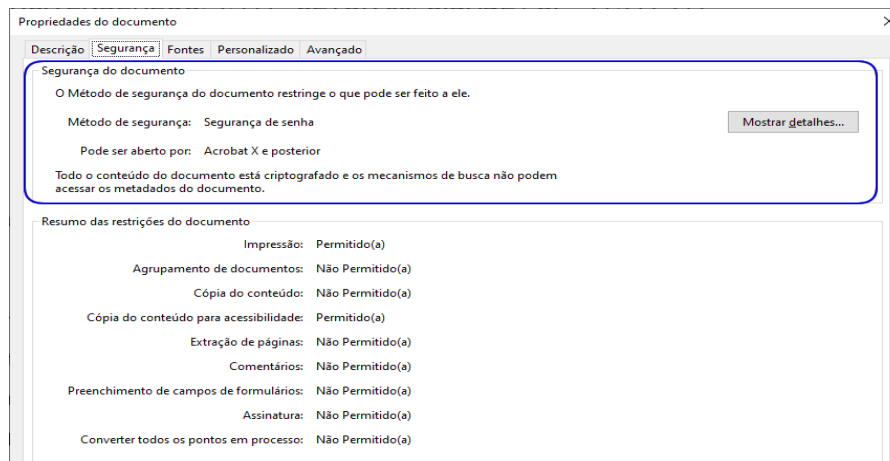 Propriedades do documento
Descrição Segurança Fontes Personalizado Avançado
Segurança do documento
O Método de segurança do documento restringe o que pode ser feito a ele.
Método de segurança: Segurança de senha Mostrar detalhes...
Pode ser aberto por: Acrobat X e posterior
Todo o conteúdo do documento está criptografado e os mecanismos de busca não podem
acessar os metadados do documento.
Resumo das restrições do documento
Impressão: Permitido(a)
Agrupamento de documentos: Não Permitido(a)
Cópia do conteúdo: Não Permitido(a)
Cópia do conteúdo para acessibilidade: Permitido(a)
Extração de páginas: Não Permitido(a)
Comentários: Não Permitido(a)
Preenchimento de campos de formulários: Não Permitido(a)
Assinatura: Não Permitido(a)
Converter todos os pontos em processo: Não Permitido(a)